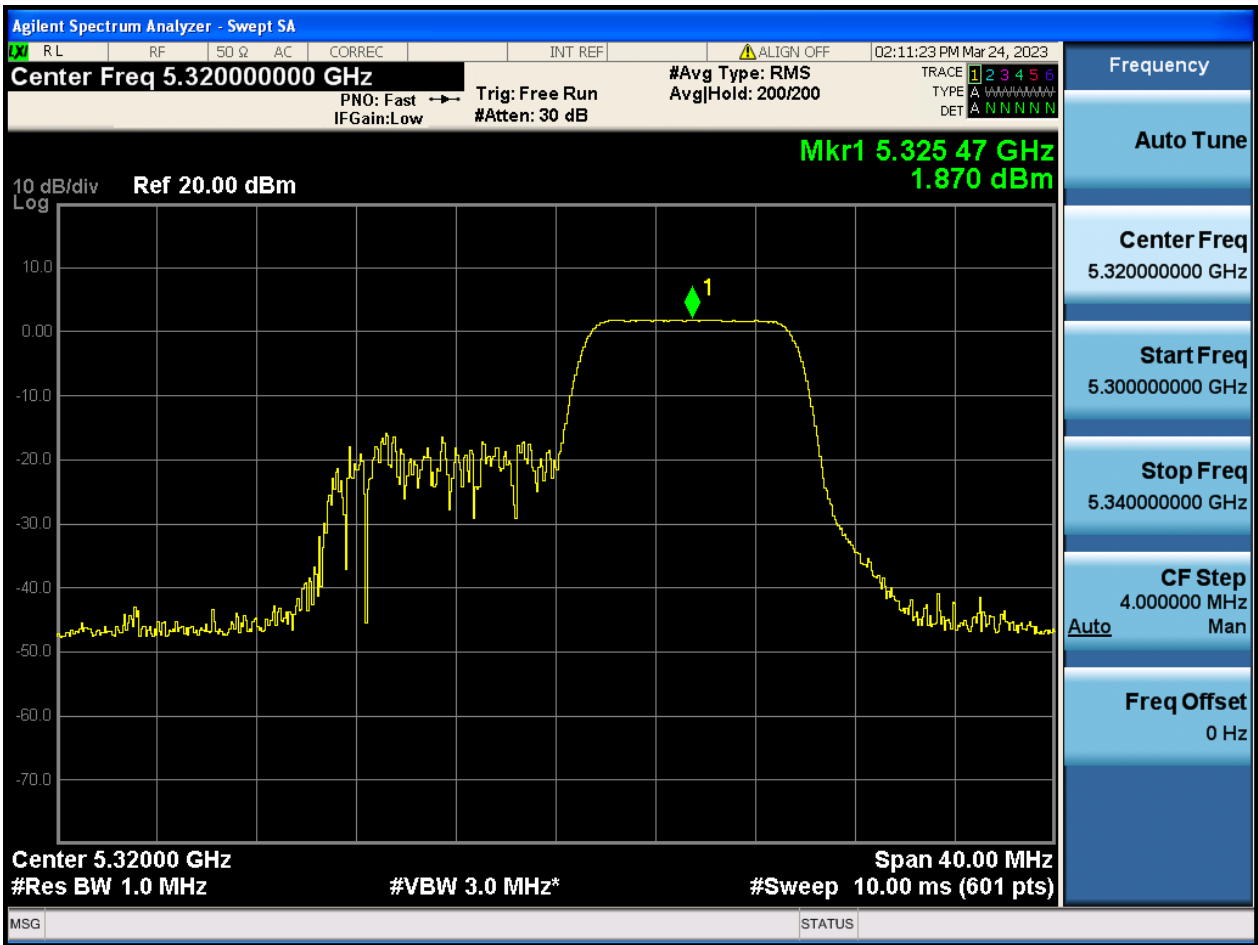 Agilent Spectrum Analyzer - Swept SA
LXI RL RF 50 Ω AC CORREC INT REF ALIGN OFF 02:11:23 PM Mar 24, 2023
Center Freq 5.320000000 GHz
PNO: Fast
IFGain:Low
Trig: Free Run
#Atten: 30 dB
#Avg Type: RMS
Avg|Hold: 200/200
TRACE 1 2 3 4 5 6
TYPE A WWWWW
DET A N N N N N
Mkr1 5.325 47 GHz
1.870 dBm
10 dB/div Ref 20.00 dBm
Log
10.0
0.00
-10.0
-20.0
-30.0
-40.0
-50.0
-60.0
-70.0
1
Center 5.32000 GHz Span 40.00 MHz
#Res BW 1.0 MHz #VBW 3.0 MHz* #Sweep 10.00 ms (601 pts)
MSG STATUS
Frequency
Auto Tune
Center Freq
5.320000000 GHz
Start Freq
5.300000000 GHz
Stop Freq
5.340000000 GHz
CF Step
4.000000 MHz
Auto Man
Freq Offset
0 Hz